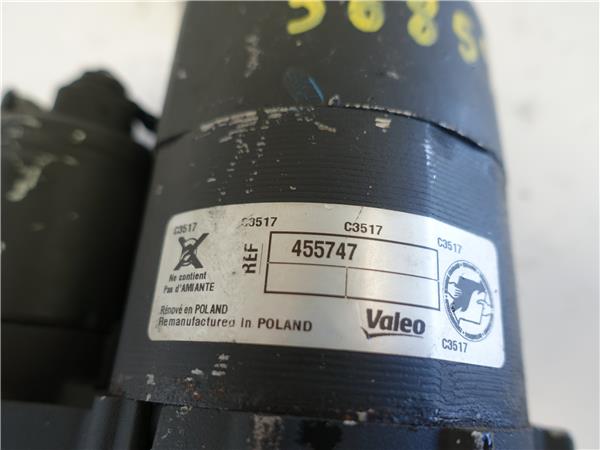 C3517
C3517
C3517
C3517
REF
455747
Ne contient
Pas d'AMIANTE
Rénové en POLAND
Remanufactured in POLAND
Valeo
C3517